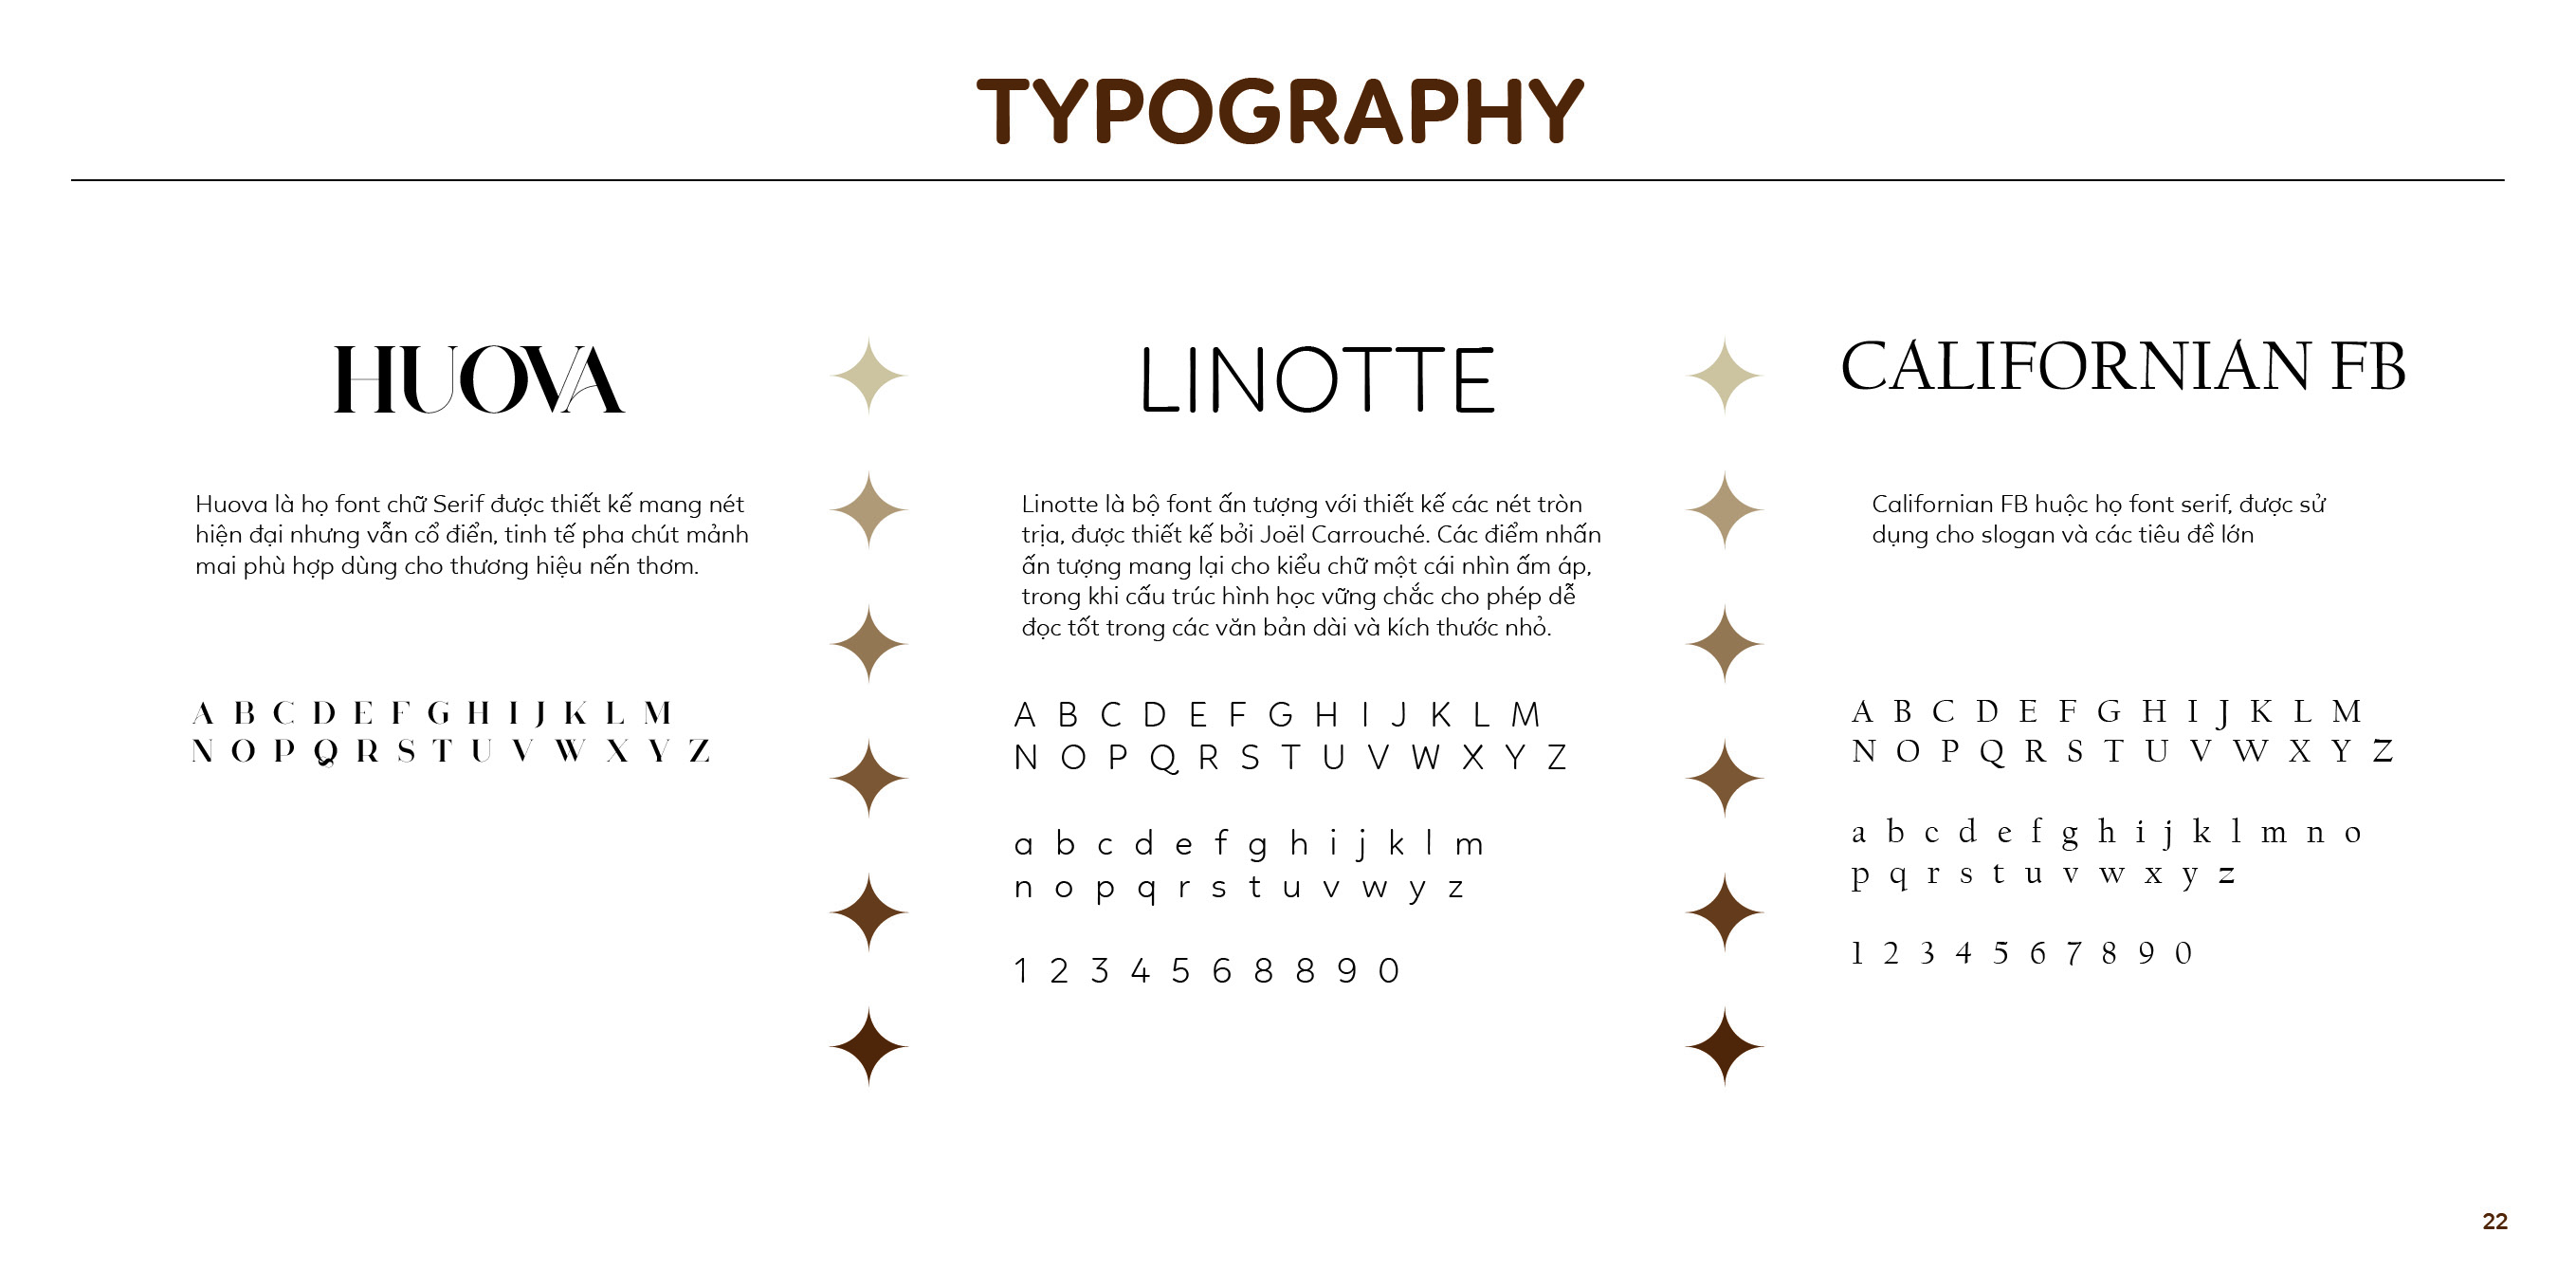 TYPOGRAPHY
HUOVA
Huova là họ font chữ Serif được thiết kế mang nét
hiện đại nhưng vẫn cổ điển, tinh tế pha chút mảnh
mai phù hợp dùng cho thương hiệu nến thơm.
A B C D E F G H I J K L M
N O P Q R S T U V W X Y Z
LINOTTE
Linotte là bộ font ấn tượng với thiết kế các nét tròn
trịa, được thiết kế bởi Joël Carrouché. Các điểm nhấn
ấn tượng mang lại cho kiểu chữ một cái nhìn ấm áp,
trong khi cấu trúc hình học vững chắc cho phép dễ
đọc tốt trong các văn bản dài và kích thước nhỏ.
A B C D E F G H I J K L M
N O P Q R S T U V W X Y Z
a b c d e f g h i j k l m
n o p q r s t u v w y z
1 2 3 4 5 6 8 8 9 0
CALIFORNIAN FB
Californian FB huộc họ font serif, được sử
dụng cho slogan và các tiêu đề lớn
A B C D E F G H I J K L M
N O P Q R S T U V W X Y Z
a b c d e f g h i j k l m n o
p q r s t u v w x y z
1 2 3 4 5 6 7 8 9 0
22